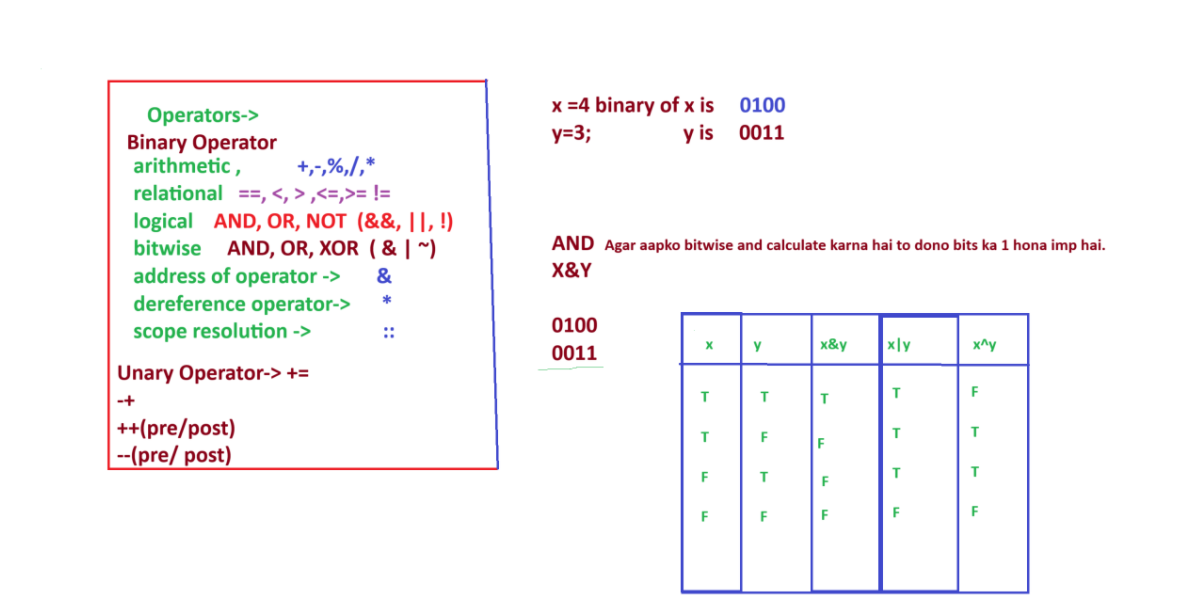 Operators->
Binary Operator
arithmetic , +,-,%,/,*
relational ==, <, > ,<=,>= !=
logical AND, OR, NOT (&&, ||, !)
bitwise AND, OR, XOR ( & | ~)
address of operator -> &
dereference operator-> *
scope resolution -> ::
Unary Operator-> +=
-+
++(pre/post)
--(pre/ post)
x =4 binary of x is 0100
y=3; y is 0011
AND Agar aapko bitwise and calculate karna hai to dono bits ka 1 hona imp hai.
X&Y
0100
0011
x y x&y x|y x^y
T T T T F
T F F T T
F T F T T
F F F F F